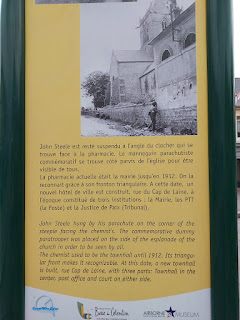 John Steele est resté suspendu à l'angle du clocher qui se
trouve face à la pharmacie. Le mannequin parachutiste
commémoratif se trouve côté parvis de l'église pour être
visible de tous.
La pharmacie actuelle était la mairie jusqu'en 1912. On la
reconnait grâce à son fronton triangulaire. A cette date, un
nouvel hôtel de ville est construit, rue du Cap de Laine, à
l'époque constitué de trois institutions : la Mairie, les PTT
(la Poste) et la Justice de Paix (Tribunal).
John Steele hung by his parachute on the corner of the
steeple facing the chemist's. The commemorative dummy
paratrooper was placed on the side of the esplanade of the
church in order to be seen by all.
The chemist used to be the townhall until 1912. Its triangu-
lar front makes it recognizable. At this date, a new townhall
is built, rue Cap de Laine, with three parts: Townhall in the
center, post office and court on either side.
AIRBORNE MUSEUM